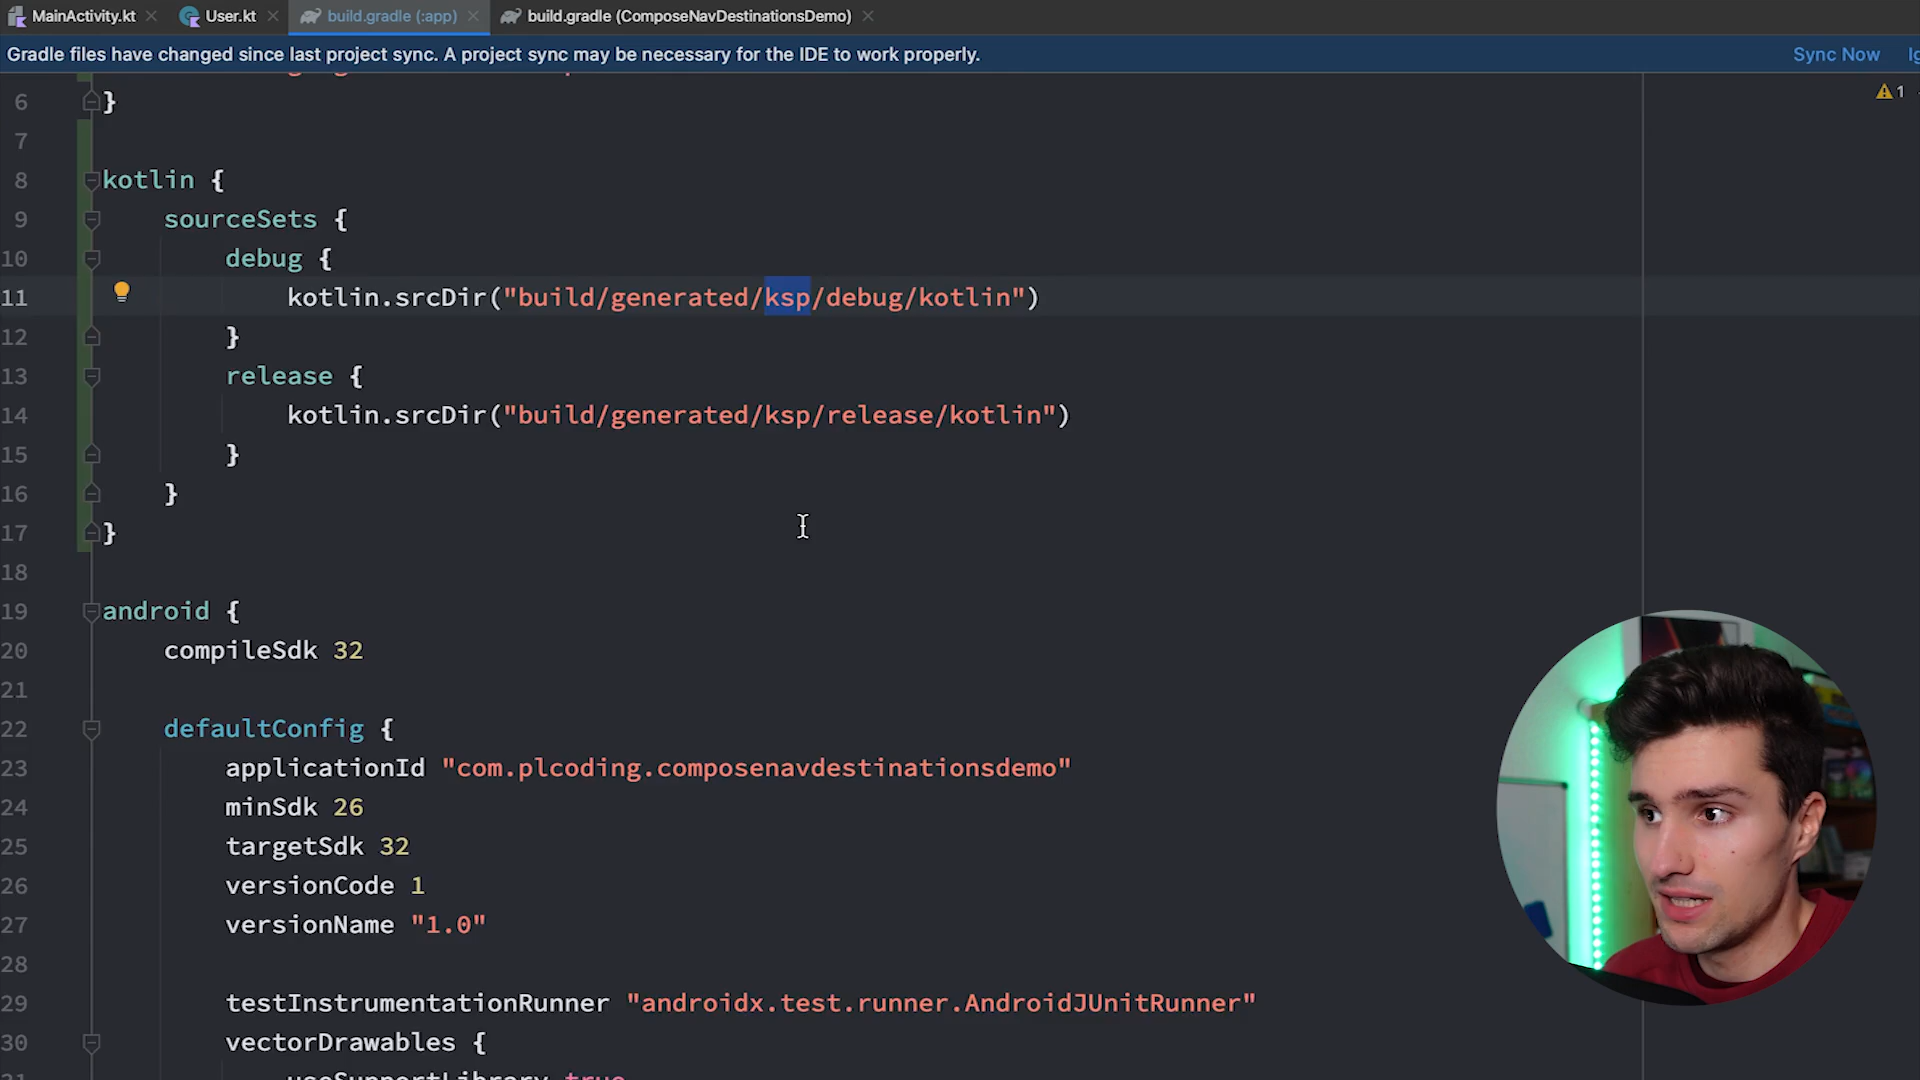 MainActivity.kt
User.kt
build.gradle (:app)
build.gradle (ComposeNavDestinationsDemo)
Gradle files have changed since last project sync. A project sync may be necessary for the IDE to work properly.
Sync Now
1
6 }
7
8 kotlin {
9 sourceSets {
10 debug {
11 kotlin.srcDir("build/generated/ksp/debug/kotlin")
12 }
13 release {
14 kotlin.srcDir("build/generated/ksp/release/kotlin")
15 }
16 }
17 }
18
19 android {
20 compileSdk 32
21
22 defaultConfig {
23 applicationId "com.plcoding.composenavdestinationsdemo"
24 minSdk 26
25 targetSdk 32
26 versionCode 1
27 versionName "1.0"
28
29 testInstrumentationRunner "androidx.test.runner.AndroidJUnitRunner"
30 vectorDrawables {
31 useSupportLibrary true